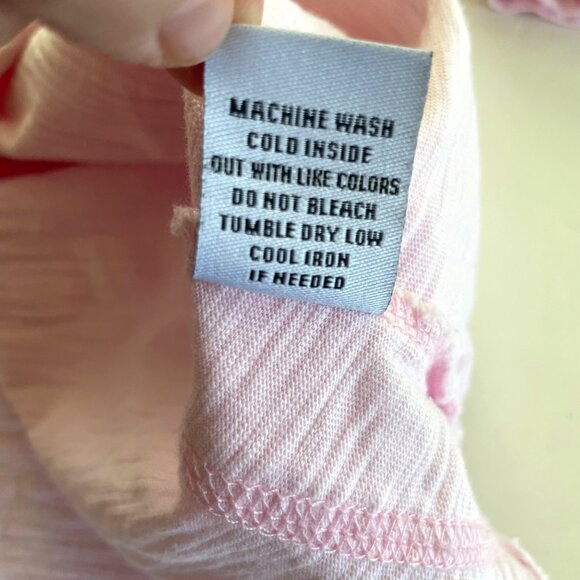 MACHINE WASH
COLD INSIDE
OUT WITH LIKE COLORS
DO NOT BLEACH
TUMBLE DRY LOW
COOL IRON
IF NEEDED